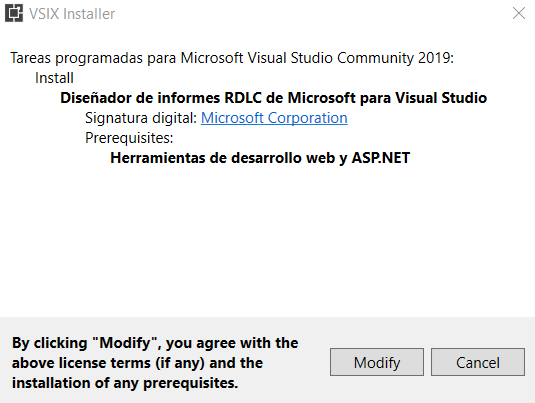 VSIX Installer
Tareas programadas para Microsoft Visual Studio Community 2019:
Install
Diseñador de informes RDLC de Microsoft para Visual Studio
Signatura digital: Microsoft Corporation
Prerequisites:
Herramientas de desarrollo web y ASP.NET
By clicking "Modify", you agree with the
above license terms (if any) and the
installation of any prerequisites.
Modify
Cancel